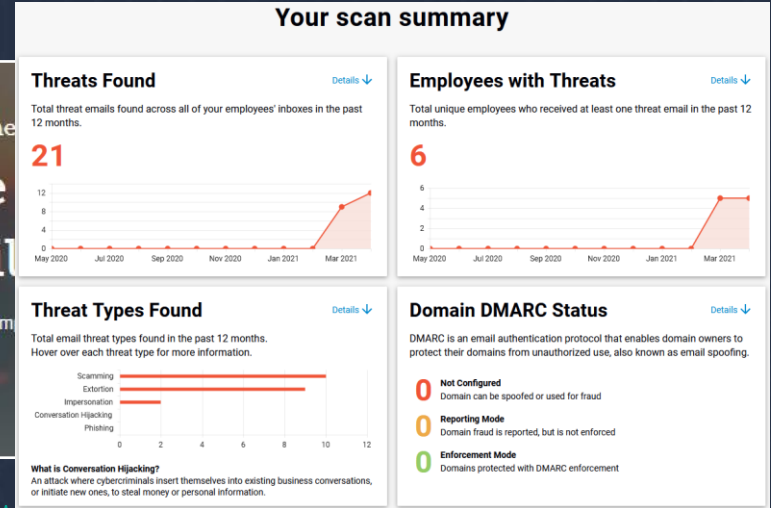 Your scan summary
Threats Found
Details ↓
Total threat emails found across all of your employees' inboxes in the past
12 months.
21
12
8
4
0
May 2020 Jul 2020 Sep 2020 Nov 2020 Jan 2021 Mar 2021
Employees with Threats
Details ↓
Total unique employees who received at least one threat email in the past 12
months.
6
6
4
2
0
May 2020 Jul 2020 Sep 2020 Nov 2020 Jan 2021 Mar 2021
Threat Types Found
Details ↓
Total email threat types found in the past 12 months.
Hover over each threat type for more information.
Scamming
Extortion
Impersonation
Conversation Hijacking
Phishing
0 2 4 6 8 10 12
What is Conversation Hijacking?
An attack where cybercriminals insert themselves into existing business conversations,
or initiate new ones, to steal money or personal information.
Domain DMARC Status
Details ↓
DMARC is an email authentication protocol that enables domain owners to
protect their domains from unauthorized use, also known as email spoofing.
0 Not Configured
Domain can be spoofed or used for fraud
0 Reporting Mode
Domain fraud is reported, but is not enforced
0 Enforcement Mode
Domains protected with DMARC enforcement